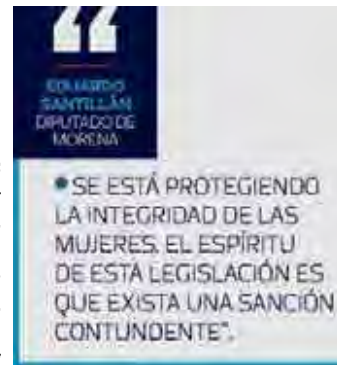 “
EDUARDO
SANTILLÁN
DIPUTADO DE
MORENA
● SE ESTÁ PROTEGIENDO
LA INTEGRIDAD DE LAS
MUJERES. EL ESPÍRITU
DE ESTA LEGISLACIÓN ES
QUE EXISTA UNA SANCIÓN
CONTUNDENTE”.